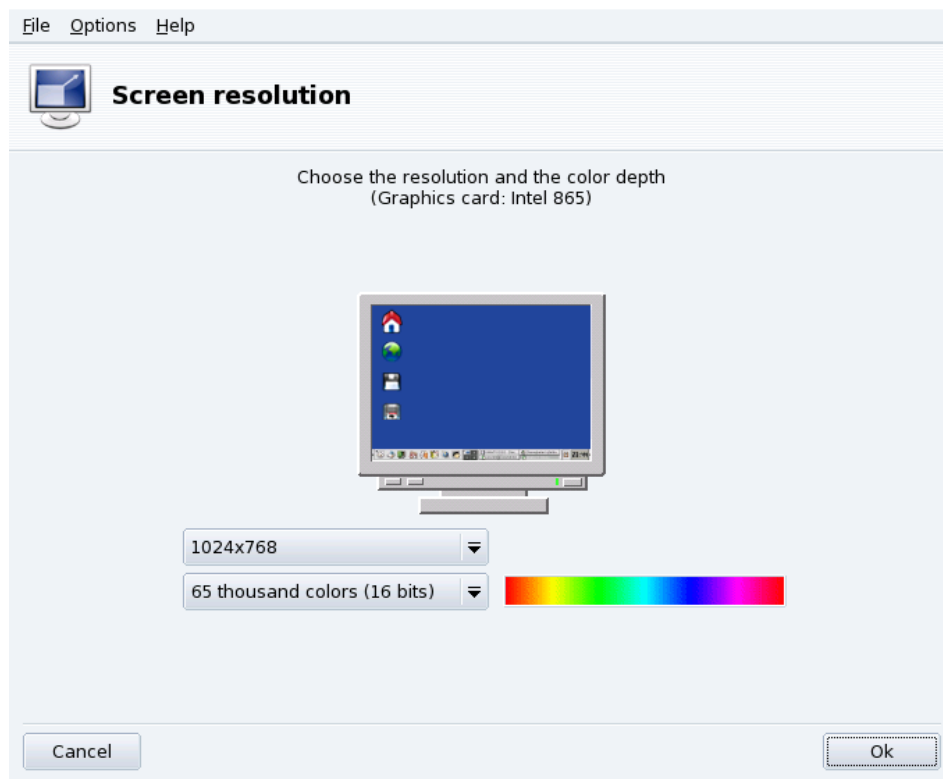 File Options Help
Screen resolution
Choose the resolution and the color depth
(Graphics card: Intel 865)
1024x768
65 thousand colors (16 bits)
Cancel Ok